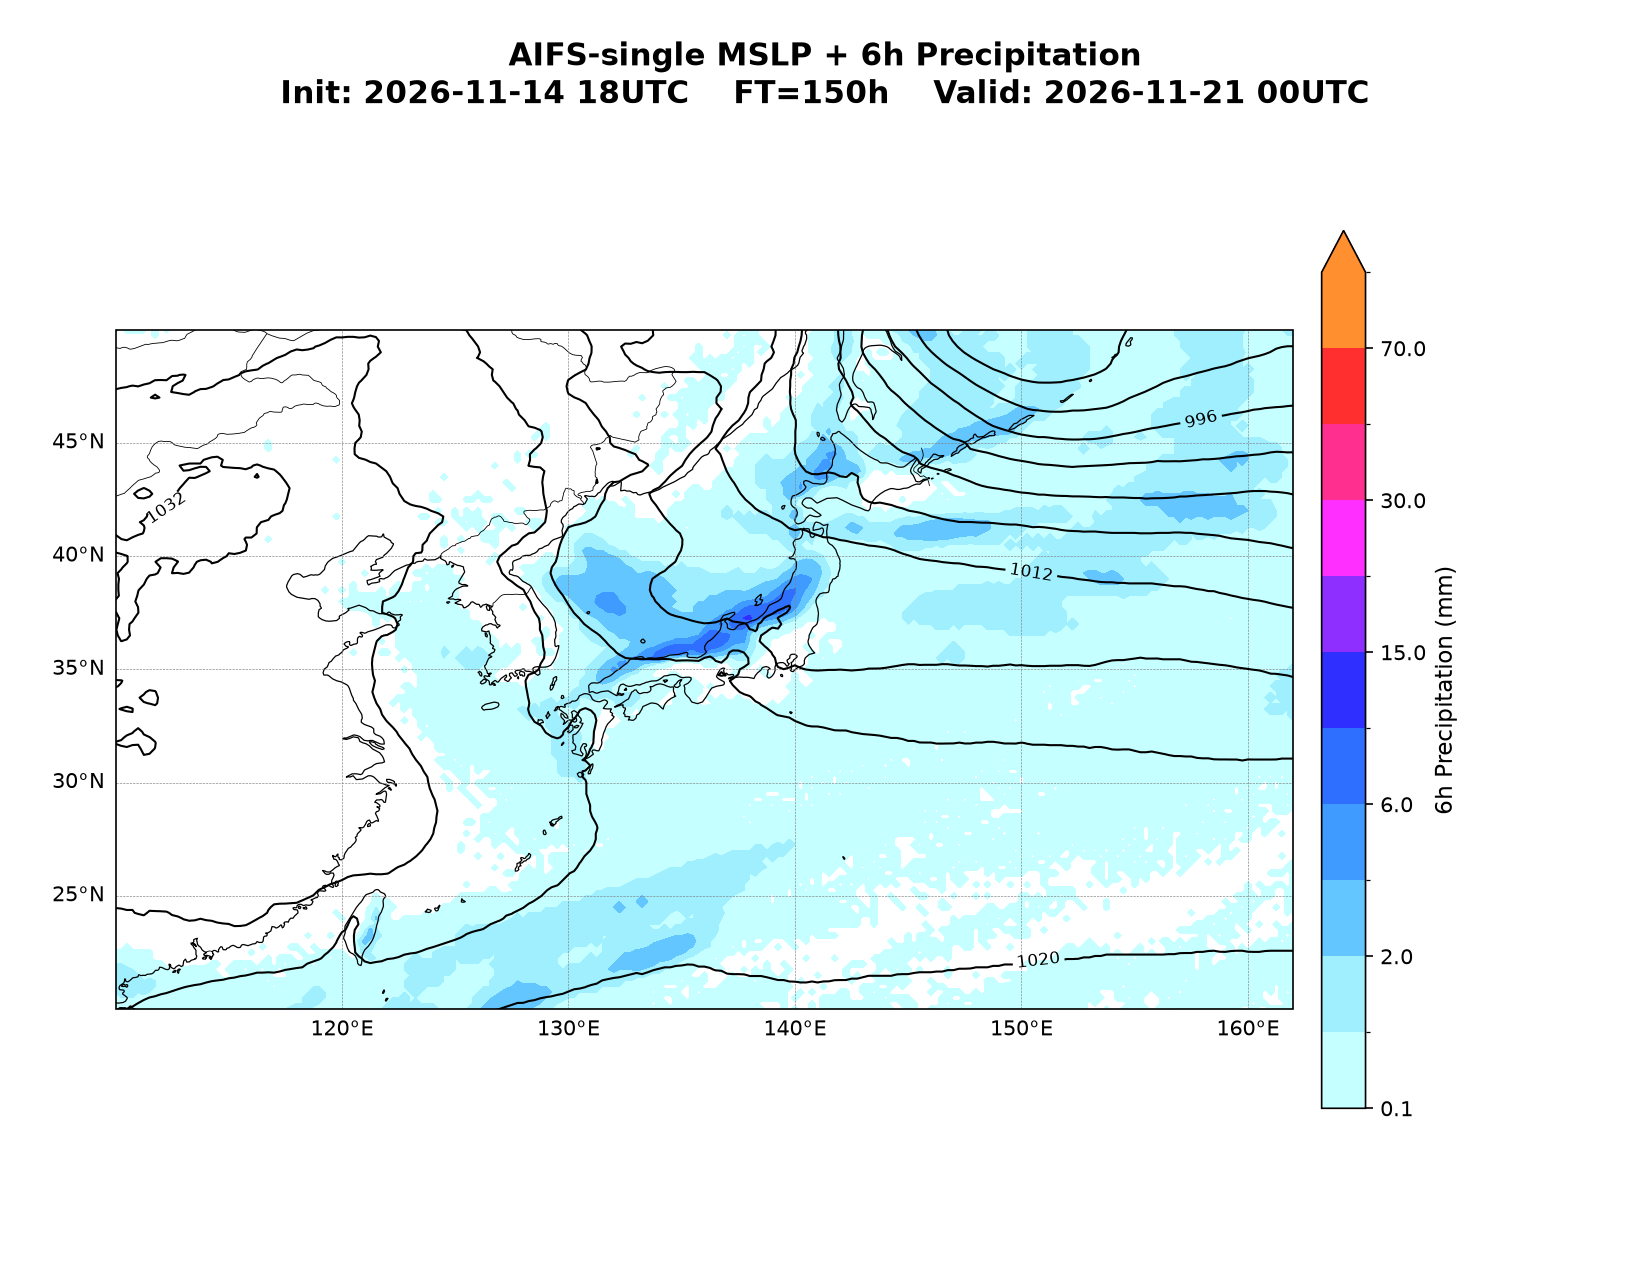 AIFS-single MSLP + 6h Precipitation
Init: 2026-11-14 18UTC    FT=150h    Valid: 2026-11-21 00UTC
70.0
30.0
15.0
6.0
2.0
0.1
6h Precipitation (mm)
45°N
40°N
35°N
30°N
25°N
996
1032
1012
1020
120°E
130°E
140°E
150°E
160°E